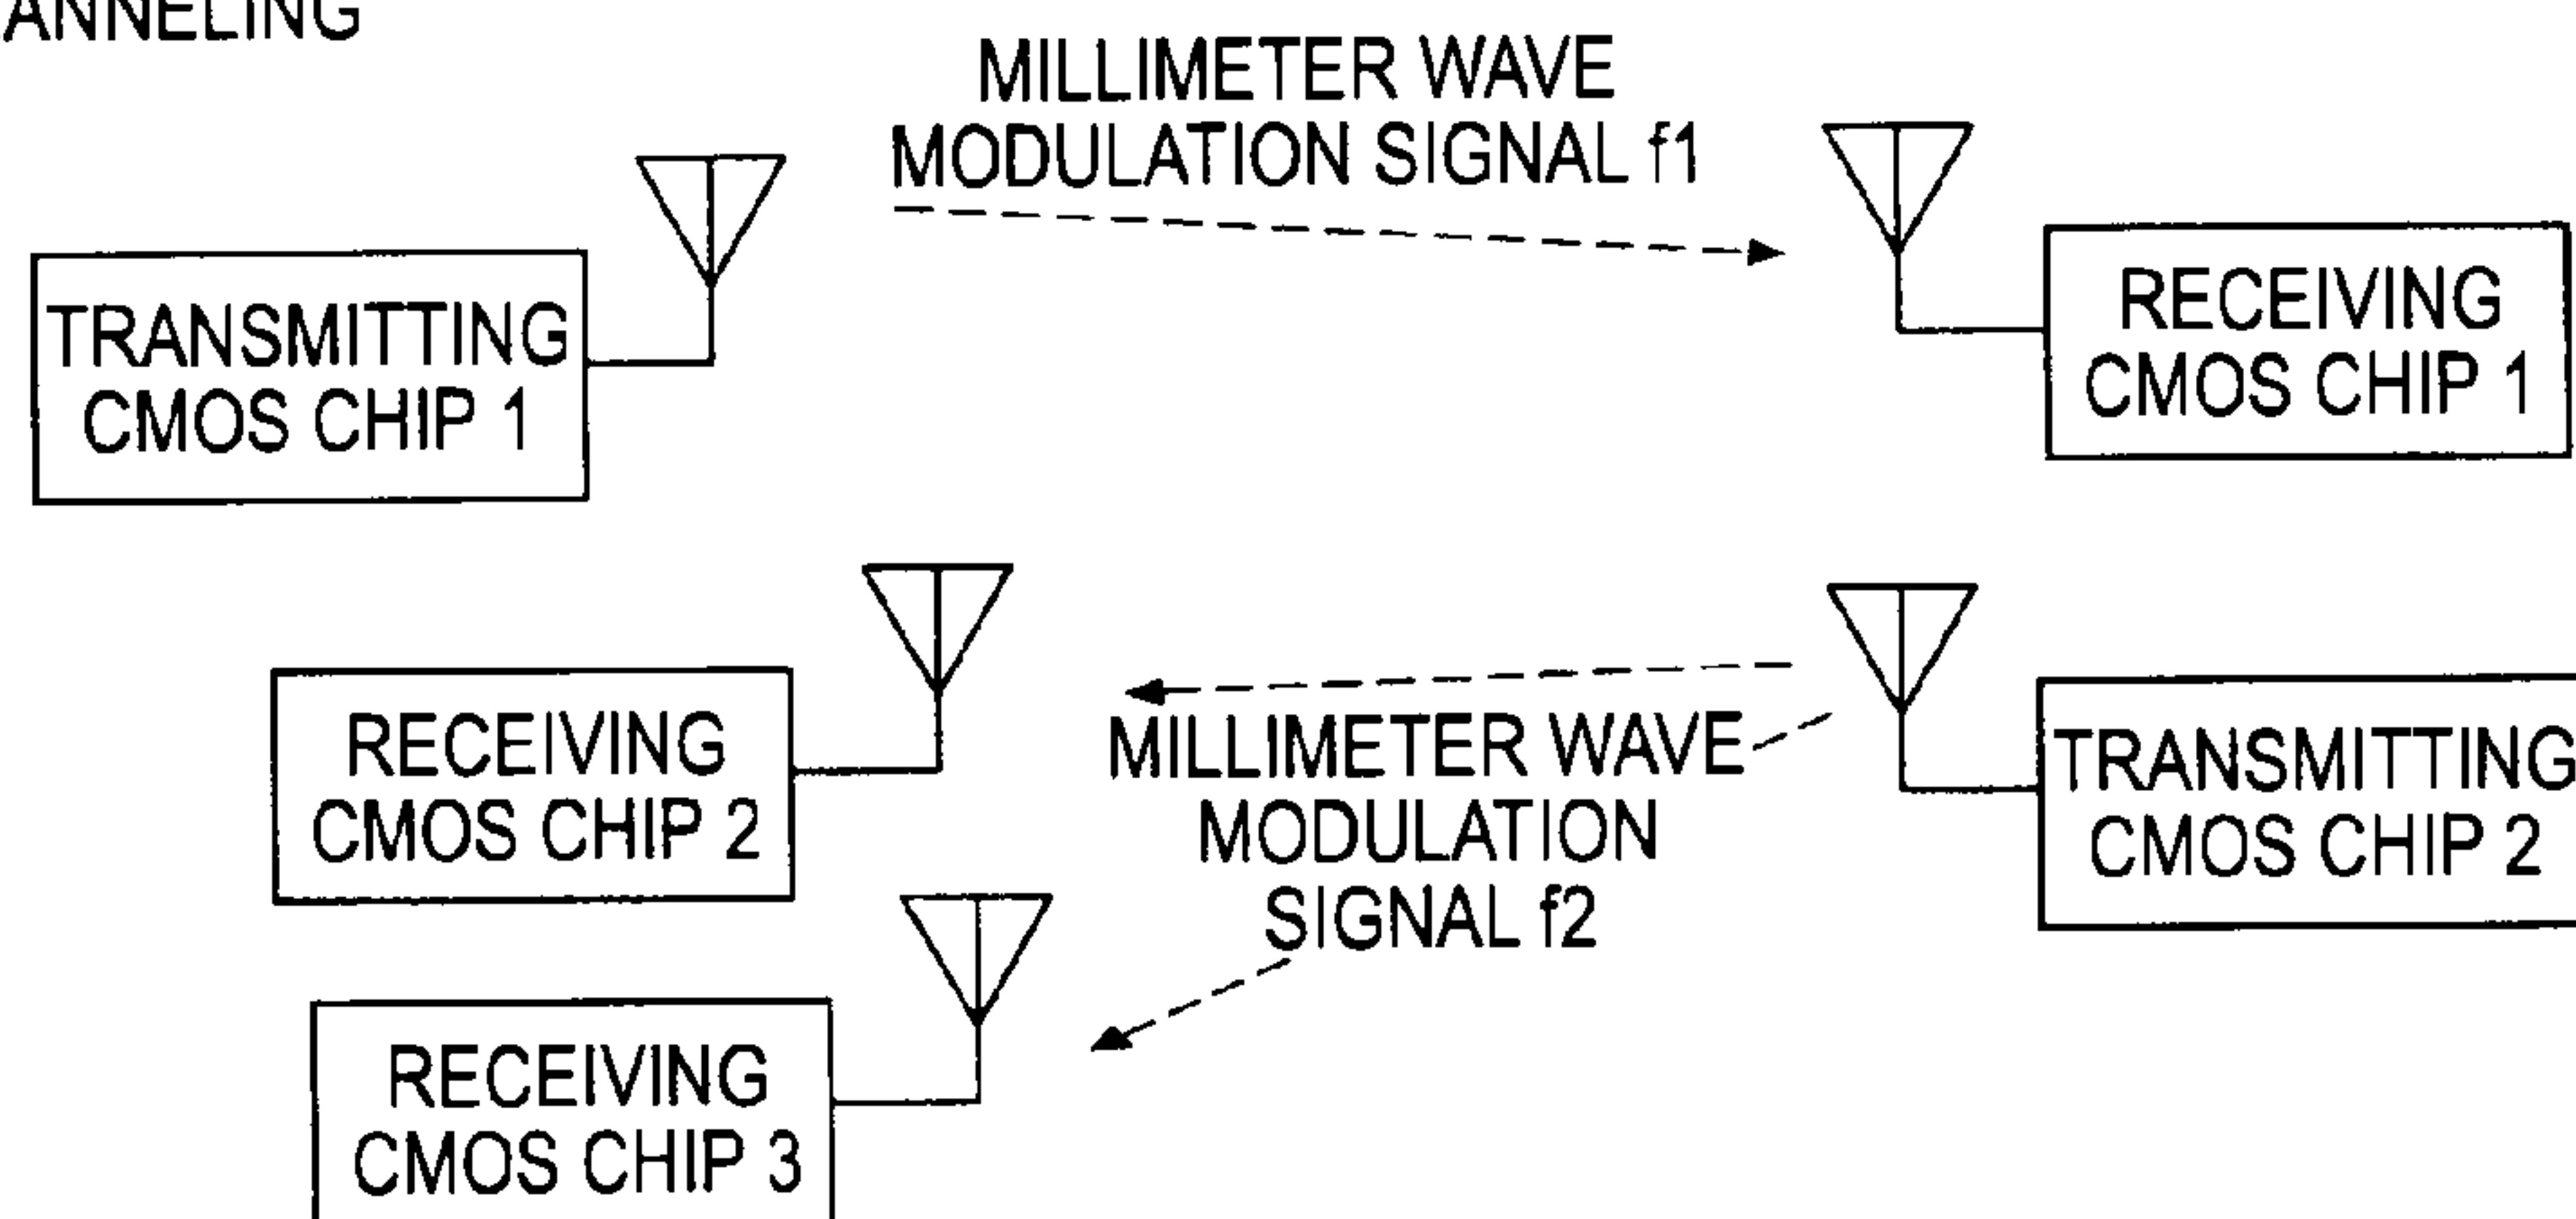 ANNELING
MILLIMETER WAVE
MODULATION SIGNAL f1
TRANSMITTING
CMOS CHIP 1
RECEIVING
CMOS CHIP 1
RECEIVING
CMOS CHIP 2
MILLIMETER WAVE
MODULATION
SIGNAL f2
TRANSMITTING
CMOS CHIP 2
RECEIVING
CMOS CHIP 3